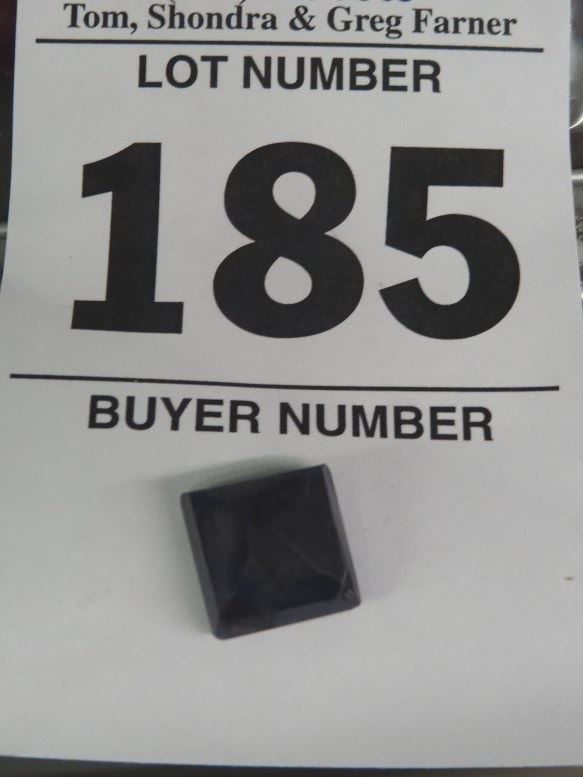 Tom, Shondra & Greg Farner
LOT NUMBER
185
BUYER NUMBER